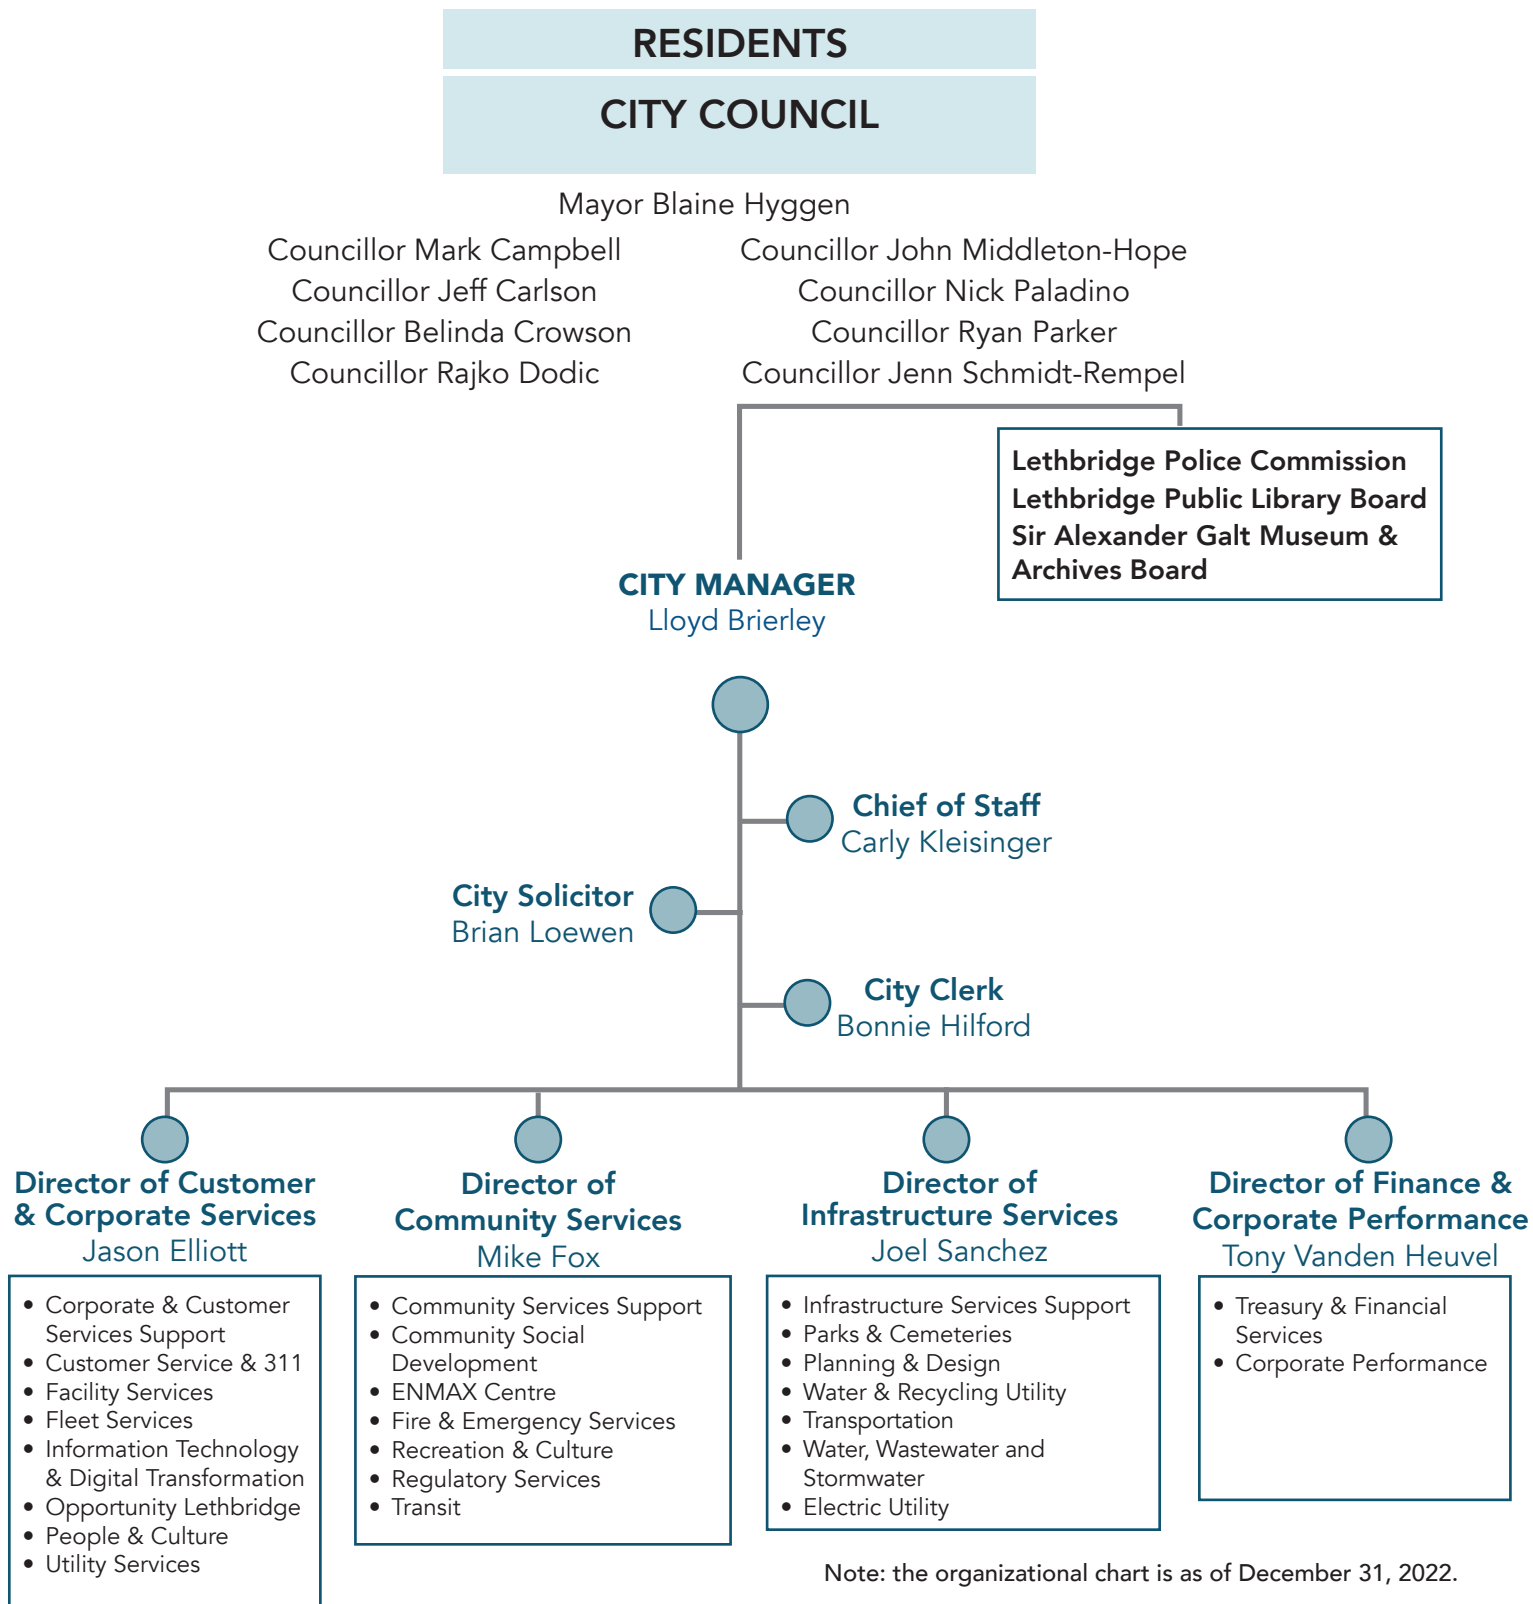 RESIDENTS
CITY COUNCIL
Mayor Blaine Hyggen
Councillor Mark Campbell
Councillor Jeff Carlson
Councillor Belinda Crowson
Councillor Rajko Dodic
Councillor John Middleton-Hope
Councillor Nick Paladino
Councillor Ryan Parker
Councillor Jenn Schmidt-Rempel
Lethbridge Police Commission
Lethbridge Public Library Board
Sir Alexander Galt Museum &
Archives Board
CITY MANAGER
Lloyd Brierley
Chief of Staff
Carly Kleisinger
City Solicitor
Brian Loewen
City Clerk
Bonnie Hilford
Director of Customer
& Corporate Services
Jason Elliott
• Corporate & Customer
Services Support
• Customer Service & 311
• Facility Services
• Fleet Services
• Information Technology
& Digital Transformation
• Opportunity Lethbridge
• People & Culture
• Utility Services
Director of
Community Services
Mike Fox
• Community Services Support
• Community Social
Development
• ENMAX Centre
• Fire & Emergency Services
• Recreation & Culture
• Regulatory Services
• Transit
Director of
Infrastructure Services
Joel Sanchez
• Infrastructure Services Support
• Parks & Cemeteries
• Planning & Design
• Water & Recycling Utility
• Transportation
• Water, Wastewater and
Stormwater
• Electric Utility
Director of Finance &
Corporate Performance
Tony Vanden Heuvel
• Treasury & Financial
Services
• Corporate Performance
Note: the organizational chart is as of December 31, 2022.